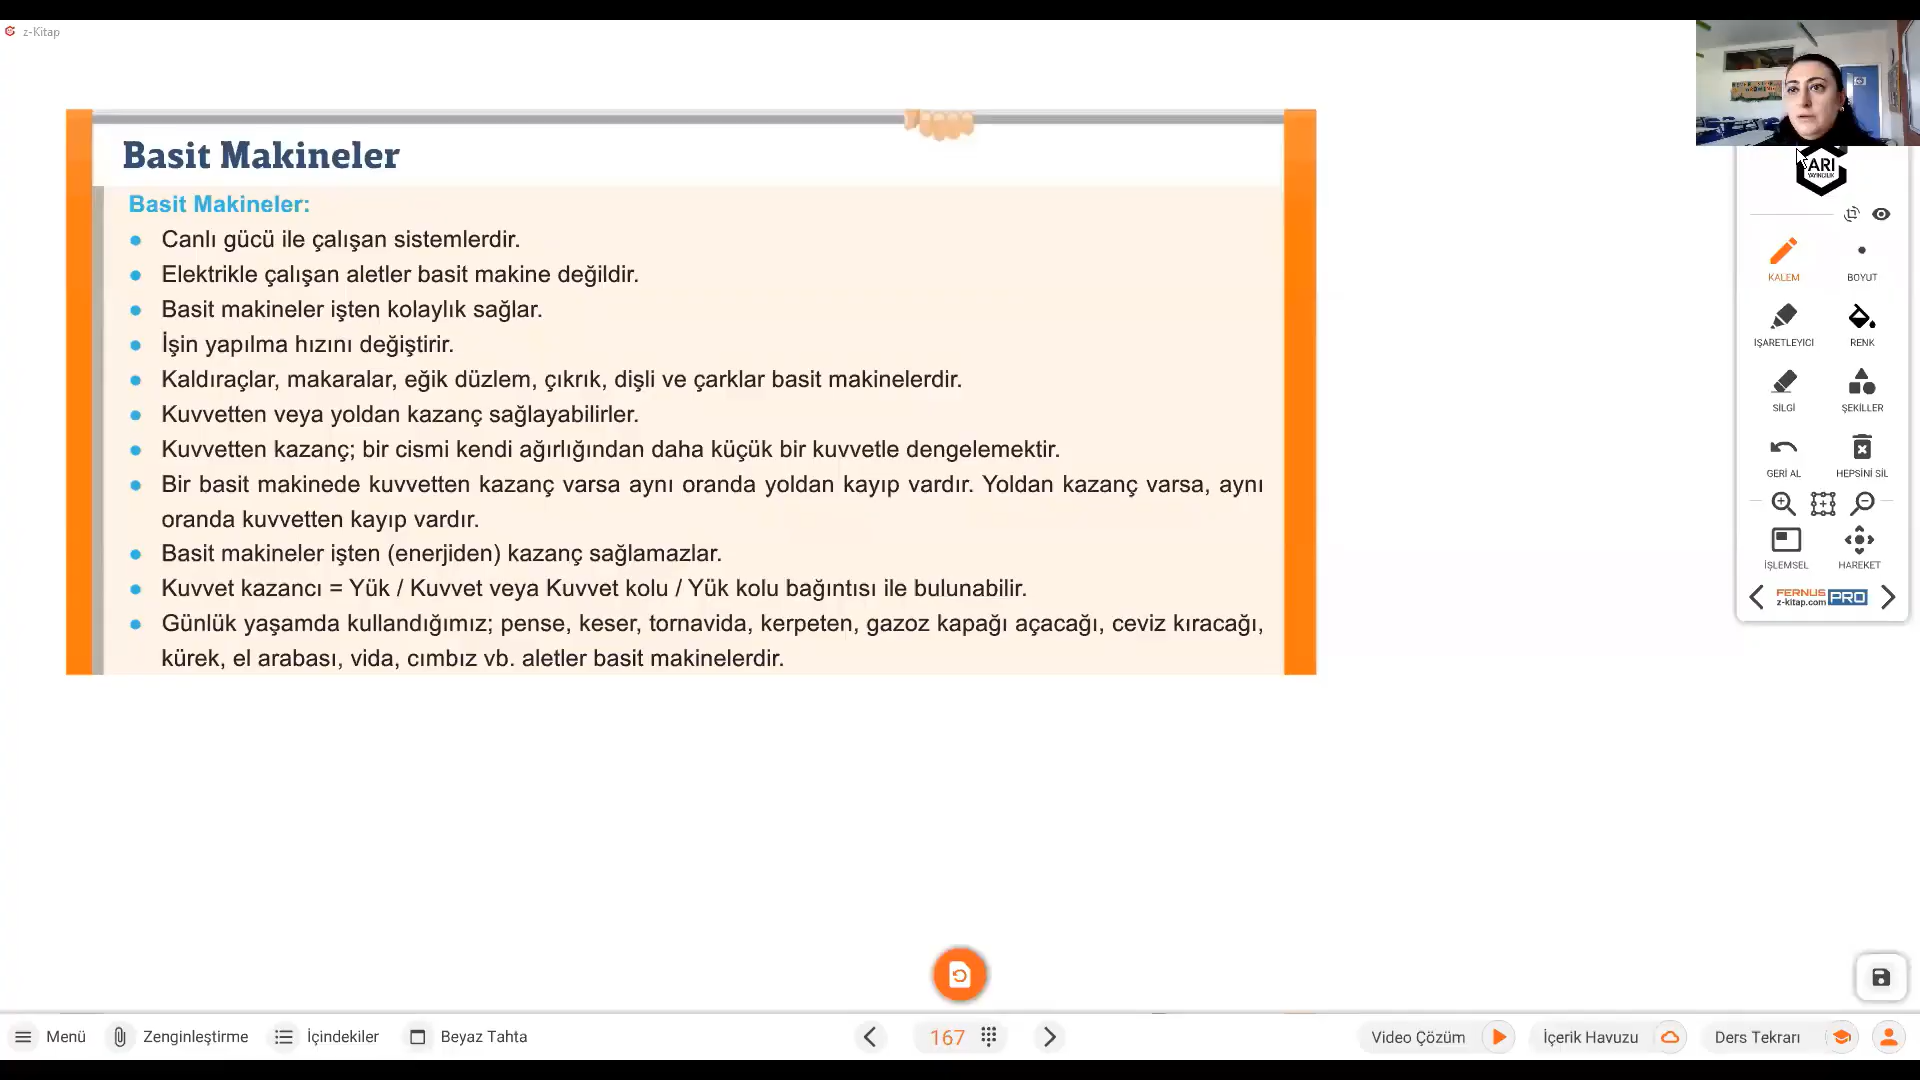 z-Kitap
Basit Makineler
Basit Makineler:
Canlı gücü ile çalışan sistemlerdir.
Elektrikle çalışan aletler basit makine değildir.
Basit makineler işten kolaylık sağlar.
İşin yapılma hızını değiştirir.
Kaldıraçlar, makaralar, eğik düzlem, çıkrık, dişli ve çarklar basit makinelerdir.
Kuvvetten veya yoldan kazanç sağlayabilirler.
Kuvvetten kazanç; bir cismi kendi ağırlığından daha küçük bir kuvvetle dengelemektir.
Bir basit makinede kuvvetten kazanç varsa aynı oranda yoldan kayıp vardır. Yoldan kazanç varsa, aynı
oranda kuvvetten kayıp vardır.
Basit makineler işten (enerjiden) kazanç sağlamazlar.
Kuvvet kazancı = Yük / Kuvvet veya Kuvvet kolu / Yük kolu bağıntısı ile bulunabilir.
Günlük yaşamda kullandığımız; pense, keser, tornavida, kerpeten, gazoz kapağı açacağı, ceviz kıracağı,
kürek, el arabası, vida, cımbız vb. aletler basit makinelerdir.
ARI
YAYINCILIK
KALEM BOYUT
IŞARETLEYICI RENK
SİLGİ ŞEKİLLER
GERİ AL HEPSİNİ SİL
İŞLEMSEL HAREKET
FERNUS
z-kitap.com PRO
Menü Zenginleştirme İçindekiler Beyaz Tahta 167 Video Çözüm İçerik Havuzu Ders Tekrarı